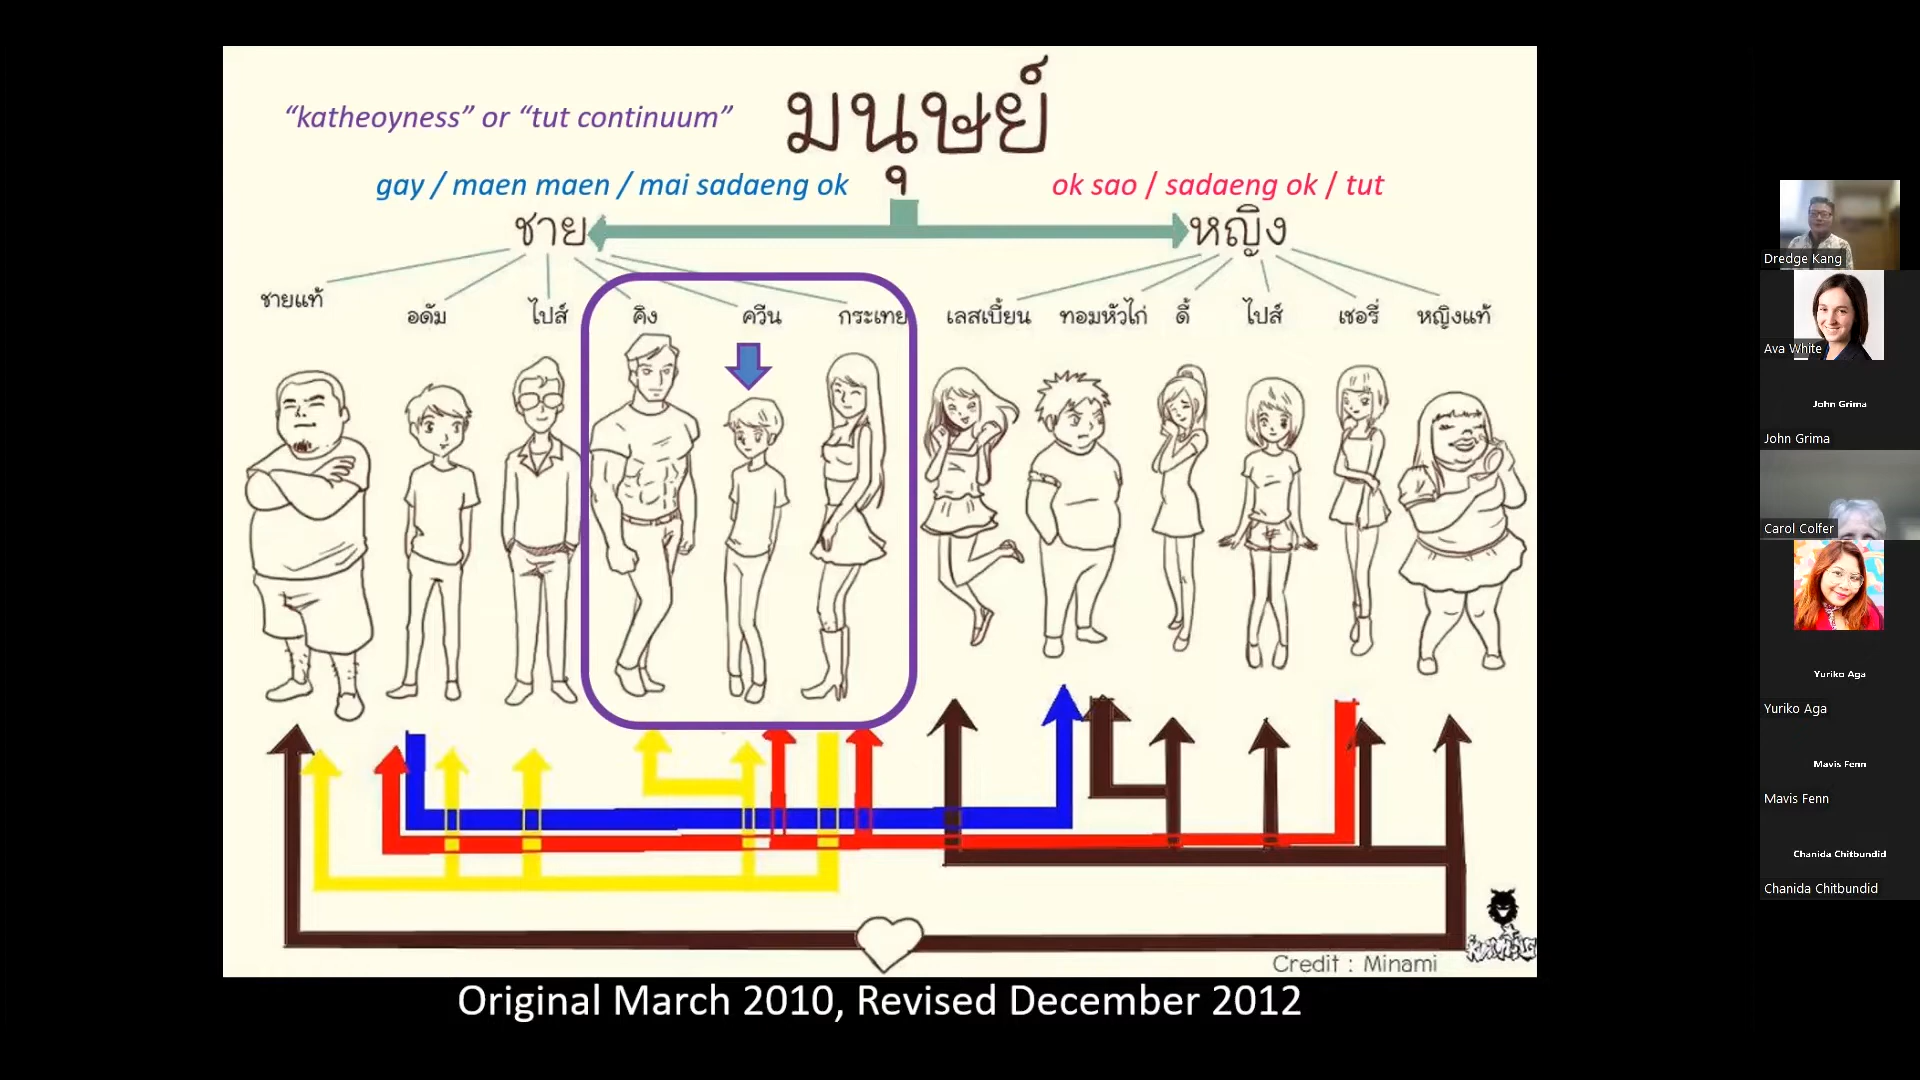 มนุษย์
“katheoyness” or “tut continuum”
gay / maen maen / mai sadaeng ok
ok sao / sadaeng ok / tut
ชาย
หญิง
ชายแท้
อดัม
ไบส์
คิง
ควีน
กระเทย
เลสเบี้ยน
ทอมหัวไก่
ดี้
ไบส์
เชอรี่
หญิงแท้
Credit : Minami
Original March 2010, Revised December 2012
Dredge Kang
Ava White
John Grima
John Grima
Carol Colfer
Yuriko Aga
Yuriko Aga
Mavis Fenn
Mavis Fenn
Chanida Chitbundid
Chanida Chitbundid